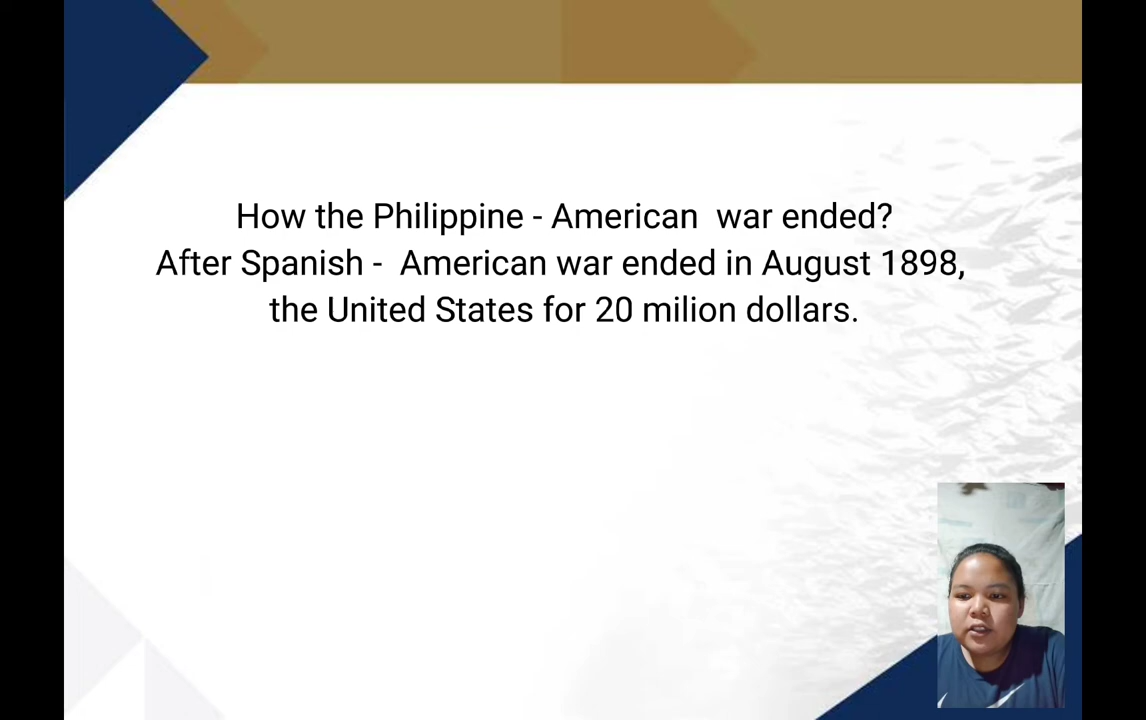 How the Philippine - American war ended?
After Spanish - American war ended in August 1898,
the United States for 20 milion dollars.